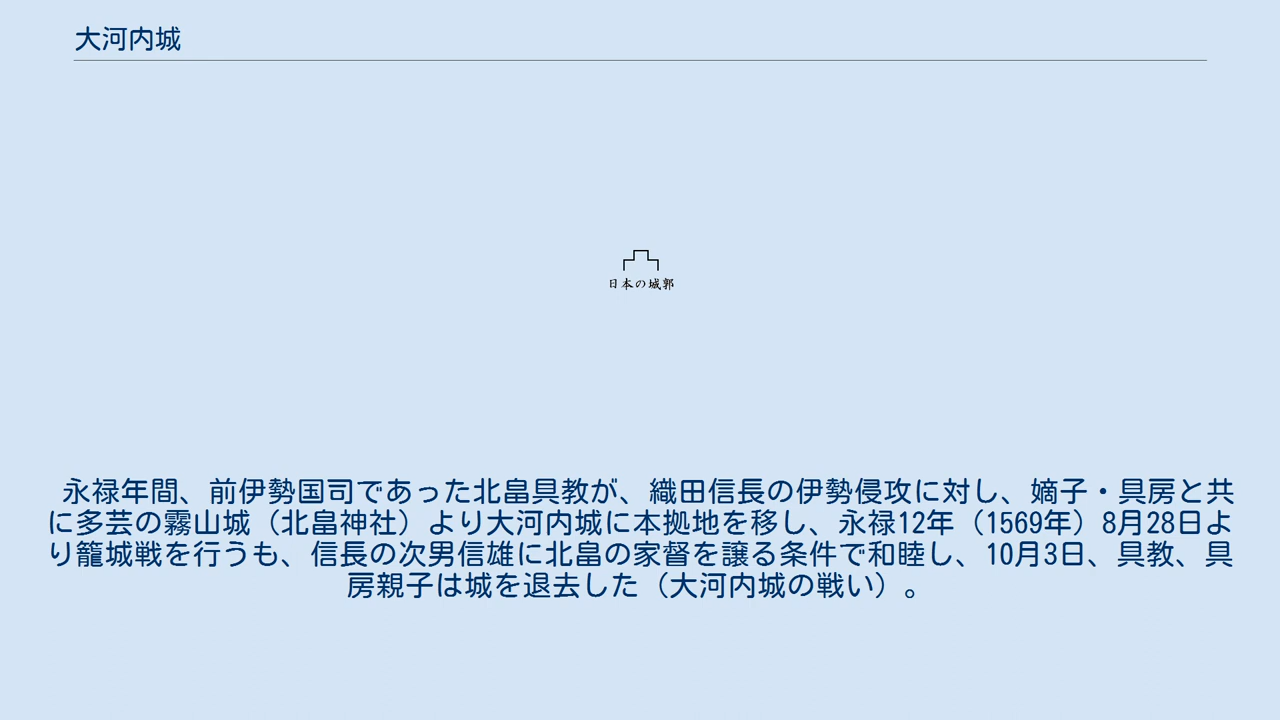 大河内城
日本の城郭
永禄年間、前伊勢国司であった北畠具教が、織田信長の伊勢侵攻に対し、嫡子・具房と共
に多芸の霧山城（北畠神社）より大河内城に本拠地を移し、永禄12年（1569年）8月28日よ
り籠城戦を行うも、信長の次男信雄に北畠の家督を譲る条件で和睦し、10月3日、具教、具
房親子は城を退去した（大河内城の戦い）。